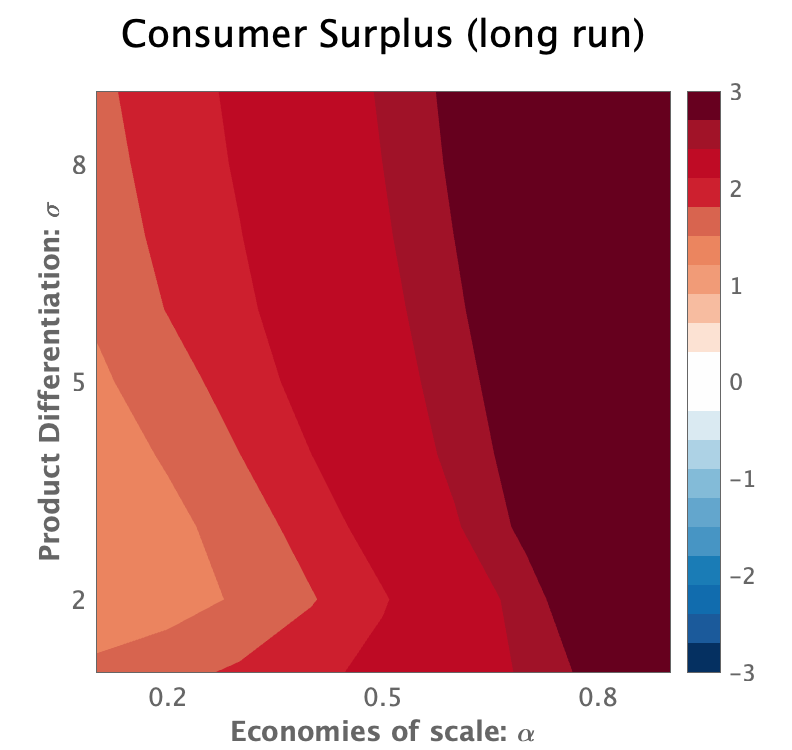 Consumer Surplus (long run)
Product Differentiation: σ
8
5
2
0.2 0.5 0.8
Economies of scale: α
3
2
1
0
−1
−2
−3